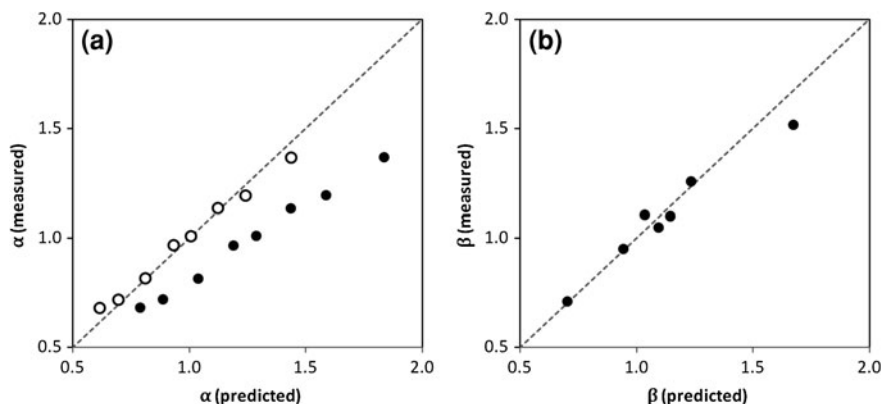 (a)
2.0
1.5
1.0
0.5
α (measured)
0.5 1.0 1.5 2.0
α (predicted)
(b)
2.0
1.5
1.0
0.5
β (measured)
0.5 1.0 1.5 2.0
β (predicted)